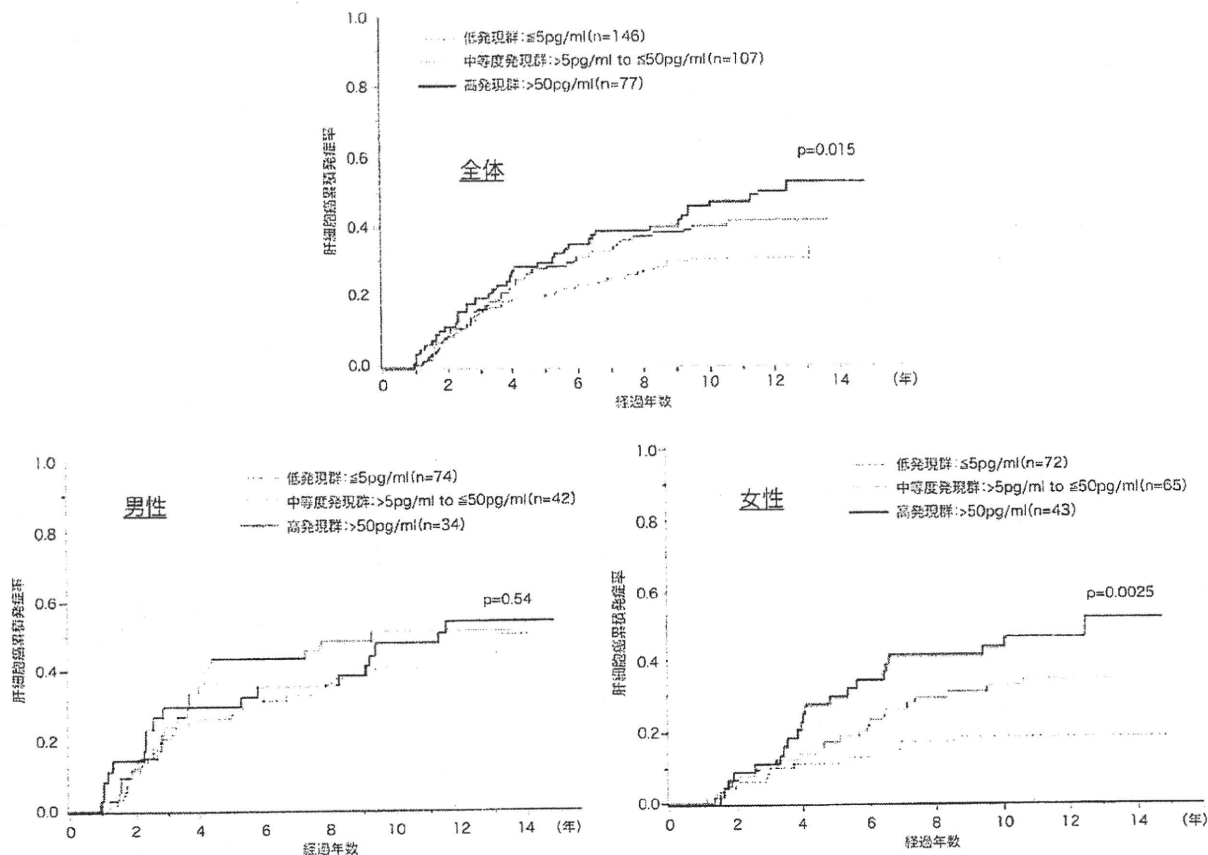 1.0
0.8
0.6
0.4
0.2
0.0
肝細胞癌累積発症率
低発現群:≦5pg/ml(n=146)
中等度発現群:>5pg/ml to ≦50pg/ml(n=107)
高発現群:>50pg/ml(n=77)
全体
p=0.015
0 2 4 6 8 10 12 14 (年)
経過年数
1.0
0.8
0.6
0.4
0.2
0.0
肝細胞癌累積発症率
低発現群:≦5pg/ml(n=74)
中等度発現群:>5pg/ml to ≦50pg/ml(n=42)
高発現群:>50pg/ml(n=34)
男性
p=0.54
0 2 4 6 8 10 12 14 (年)
経過年数
1.0
0.8
0.6
0.4
0.2
0.0
肝細胞癌累積発症率
低発現群:≦5pg/ml(n=72)
中等度発現群:>5pg/ml to ≦50pg/ml(n=65)
高発現群:>50pg/ml(n=43)
女性
p=0.0025
0 2 4 6 8 10 12 14 (年)
経過年数